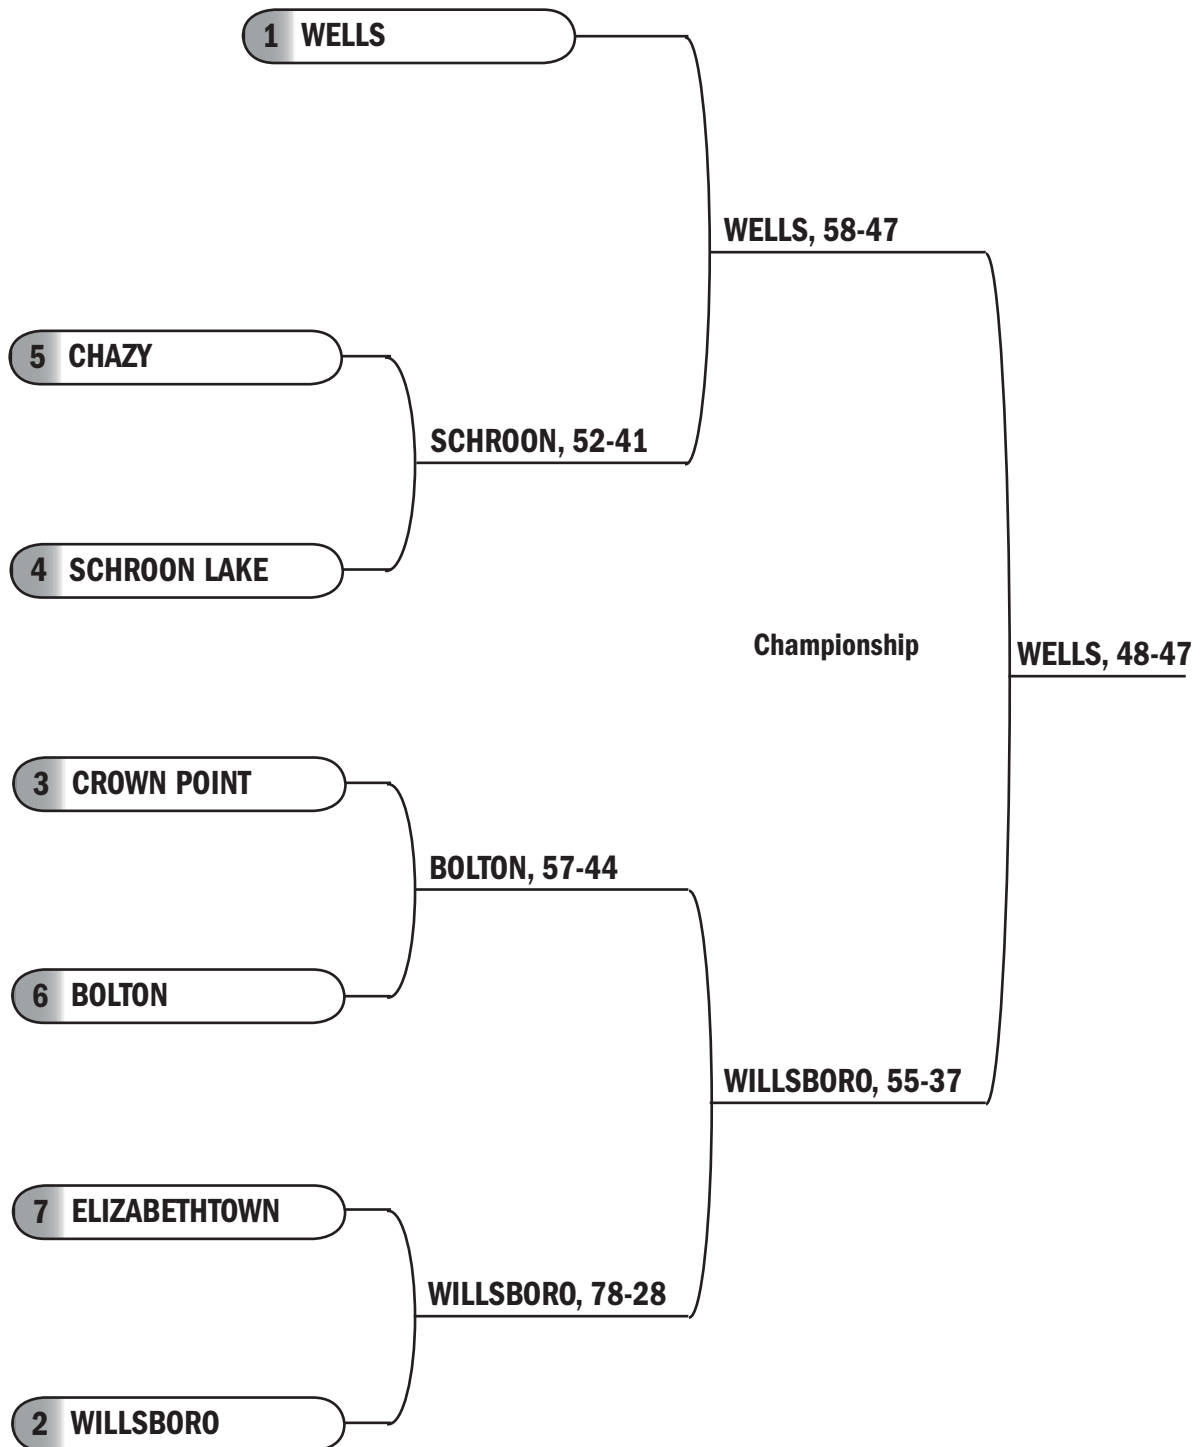 1 WELLS
WELLS, 58-47
5 CHAZY
SCHROON, 52-41
4 SCHROON LAKE
Championship
WELLS, 48-47
3 CROWN POINT
BOLTON, 57-44
6 BOLTON
WILLSBORO, 55-37
7 ELIZABETHTOWN
WILLSBORO, 78-28
2 WILLSBORO